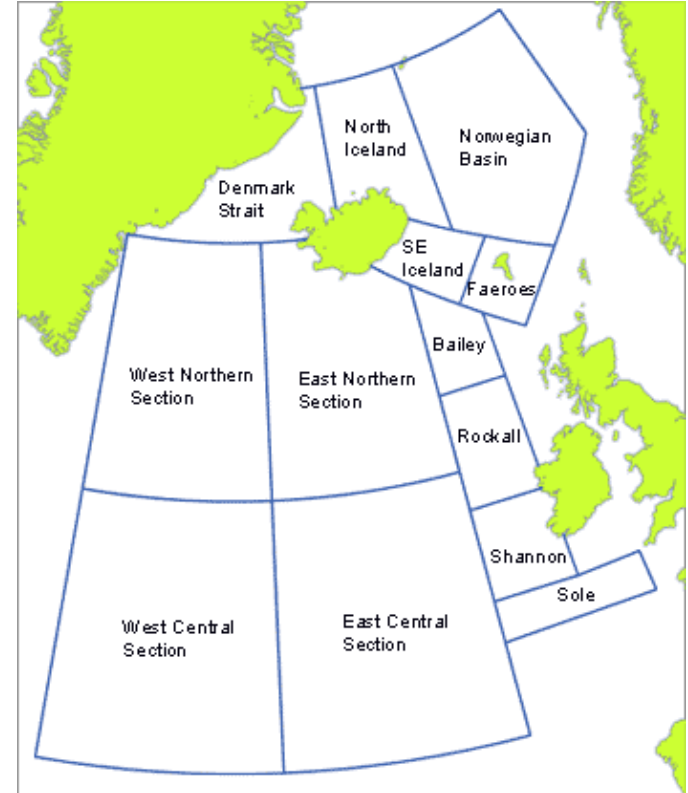 North
Iceland
Norwegian
Basin
Denmark
Strait
SE
Iceland
Faeroes
Bailey
West Northern
Section
East Northern
Section
Rockall
Shannon
Sole
West Central
Section
East Central
Section